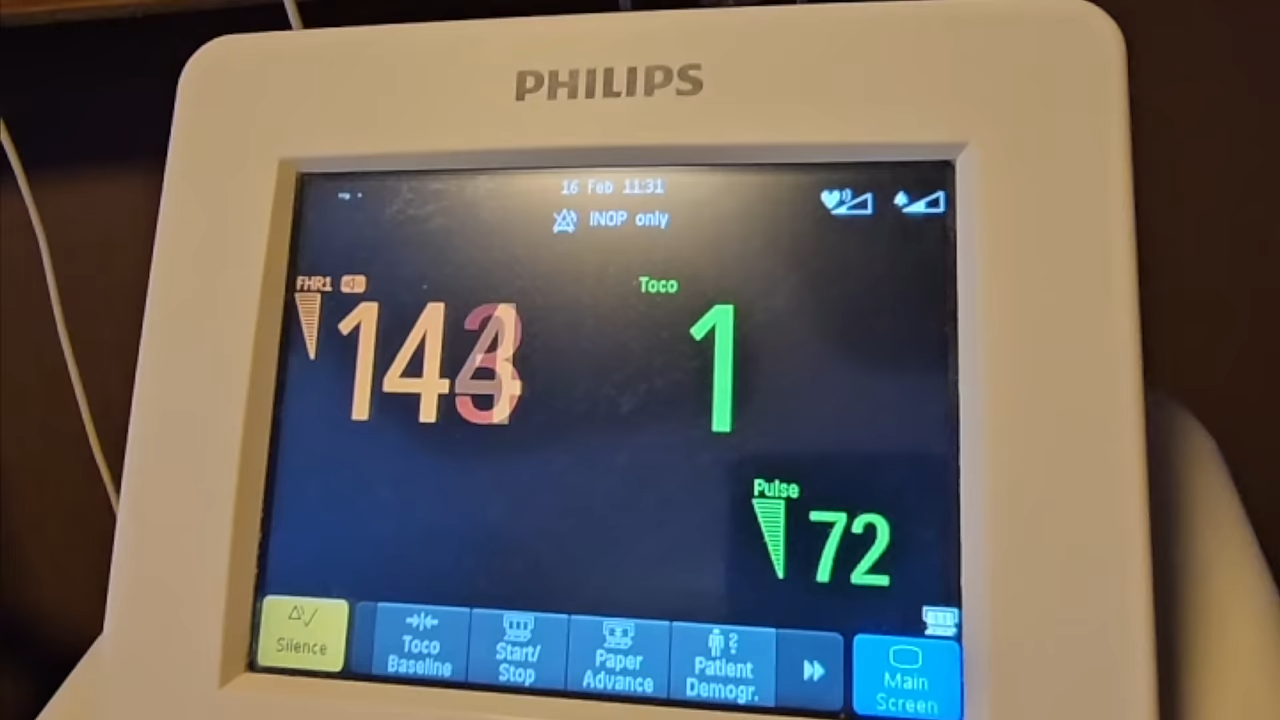 PHILIPS
16 Feb 11:31
INOP only
FHR1
Toco
1
Pulse
72
Silence
Toco Baseline
Start/
Stop
Paper
Advance
2
Patient
Demogr.
Main
Screen